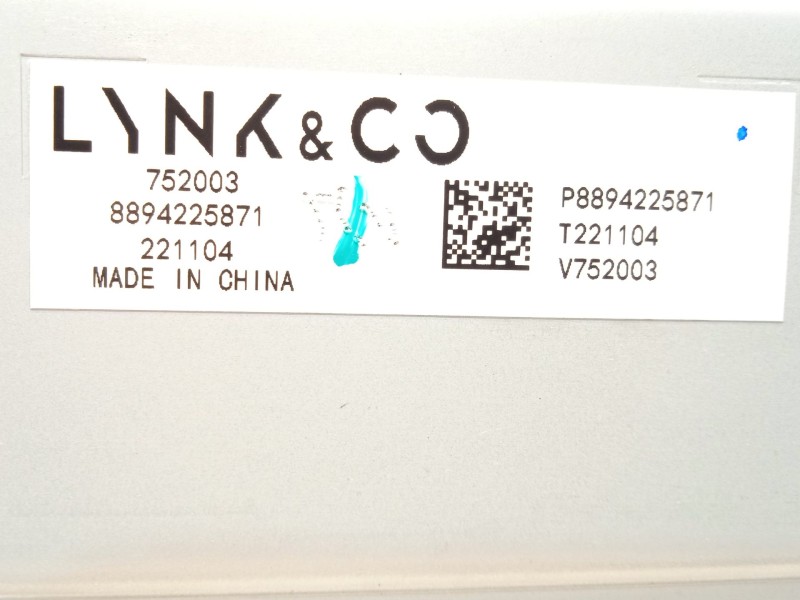 LYNK & CO
752003
8894225871
221104
MADE IN CHINA
P8894225871
T221104
V752003